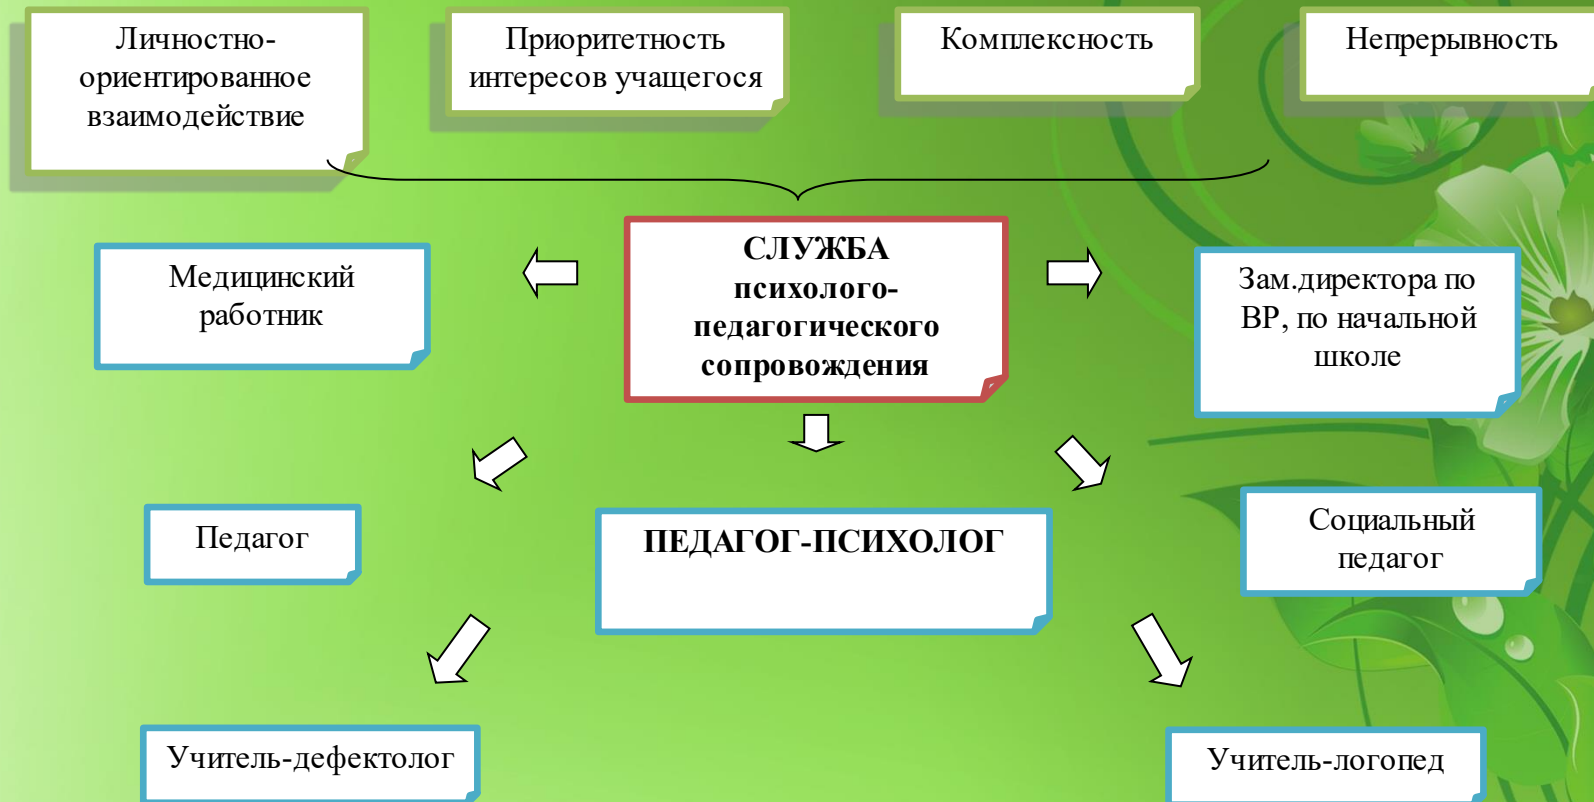 Личностно-
ориентированное
взаимодействие
Приоритетность
интересов учащегося
Комплексность
Непрерывность
Медицинский
работник
СЛУЖБА
психолого-
педагогического
сопровождения
Зам.директора по
ВР, по начальной
школе
Педагог
ПЕДАГОГ-ПСИХОЛОГ
Социальный
педагог
Учитель-дефектолог
Учитель-логопед